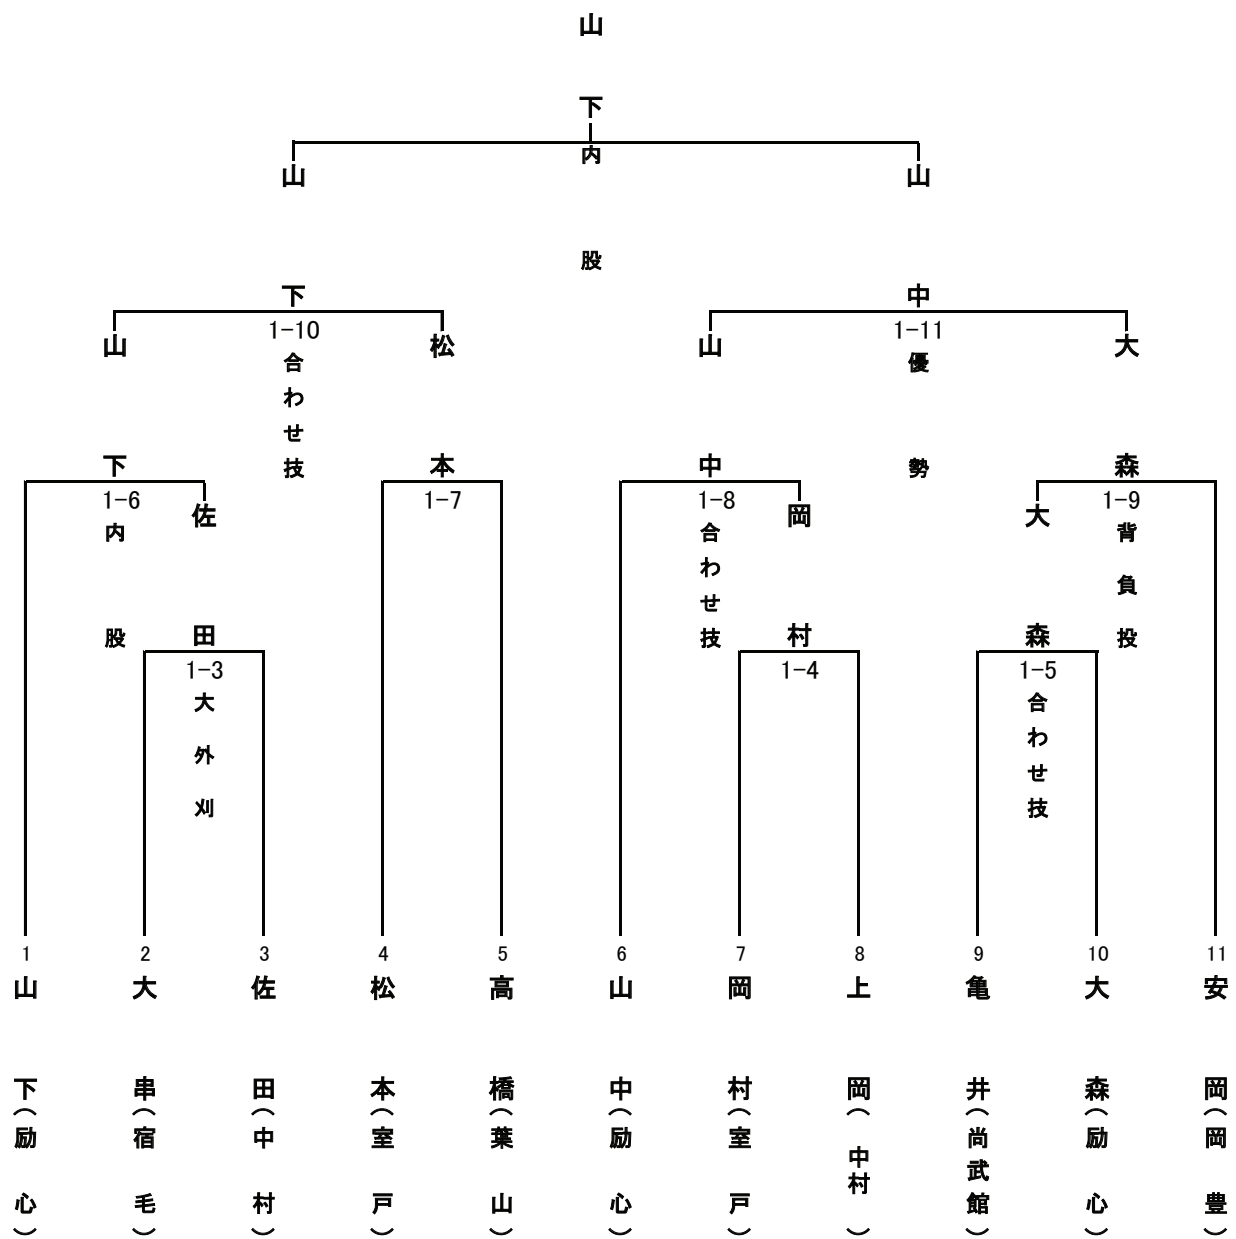 山下
内股
山下
山中
1-10
合わせ技
1-11
優勢
山下
松本
山中
大森
1-6
内股
1-7
1-8
合わせ技
1-9
背負投
佐田
岡村
大森
1-3
大外刈
1-4
1-5
合わせ技
1
山下(励心)
2
大串(宿毛)
3
佐田(中村)
4
松本(室戸)
5
高橋(葉山)
6
山中(励心)
7
岡村(室戸)
8
上岡(中村)
9
亀井(尚武館)
10
大森(励心)
11
安岡(岡豊)